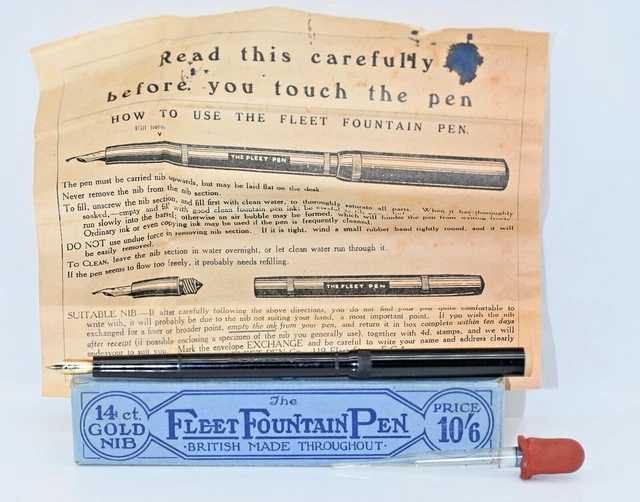 Read this carefully
before you touch the pen
HOW TO USE THE FLEET FOUNTAIN PEN.
Fill here
THE FLEET PEN
The pen must be carried nib upwards, but may be laid flat on the desk.
Never remove the nib from the nib section.
To fill, unscrew the nib section, and fill first with clean water, to thoroughly saturate all parts. When it has thoroughly
soaked,—empty and fill with good clean fountain pen ink; be careful to
run slowly into the barrel; otherwise an air bubble may be formed, which will hinder the pen from writing freely.
Ordinary ink or even copying ink may be used if the pen is frequently cleaned.
DO NOT use undue force in removing nib section. If it is tight, wind a small rubber band tightly round, and it will
be easily removed.
To CLEAN, leave the nib section in water overnight, or let clean water run through it.
If the pen seems to flow too freely, it probably needs refilling.
THE FLEET PEN
SUITABLE NIB.—If after carefully following the above directions, you do not find your pen quite comfortable to
write with, it will probably be due to the nib not suiting your hand, a most important point. If you wish the nib
exchanged for a finer or broader point, empty the ink from your pen, and return it in box complete within ten days
after receipt (if possible enclosing a specimen of the nib you generally use), together with 4d. stamps, and we will
endeavour to suit you. Mark the envelope EXCHANGE and be careful to write your name and address clearly
14 ct.
GOLD
NIB
The
FLEET FOUNTAIN PEN
·BRITISH MADE THROUGHOUT·
PRICE
10'6